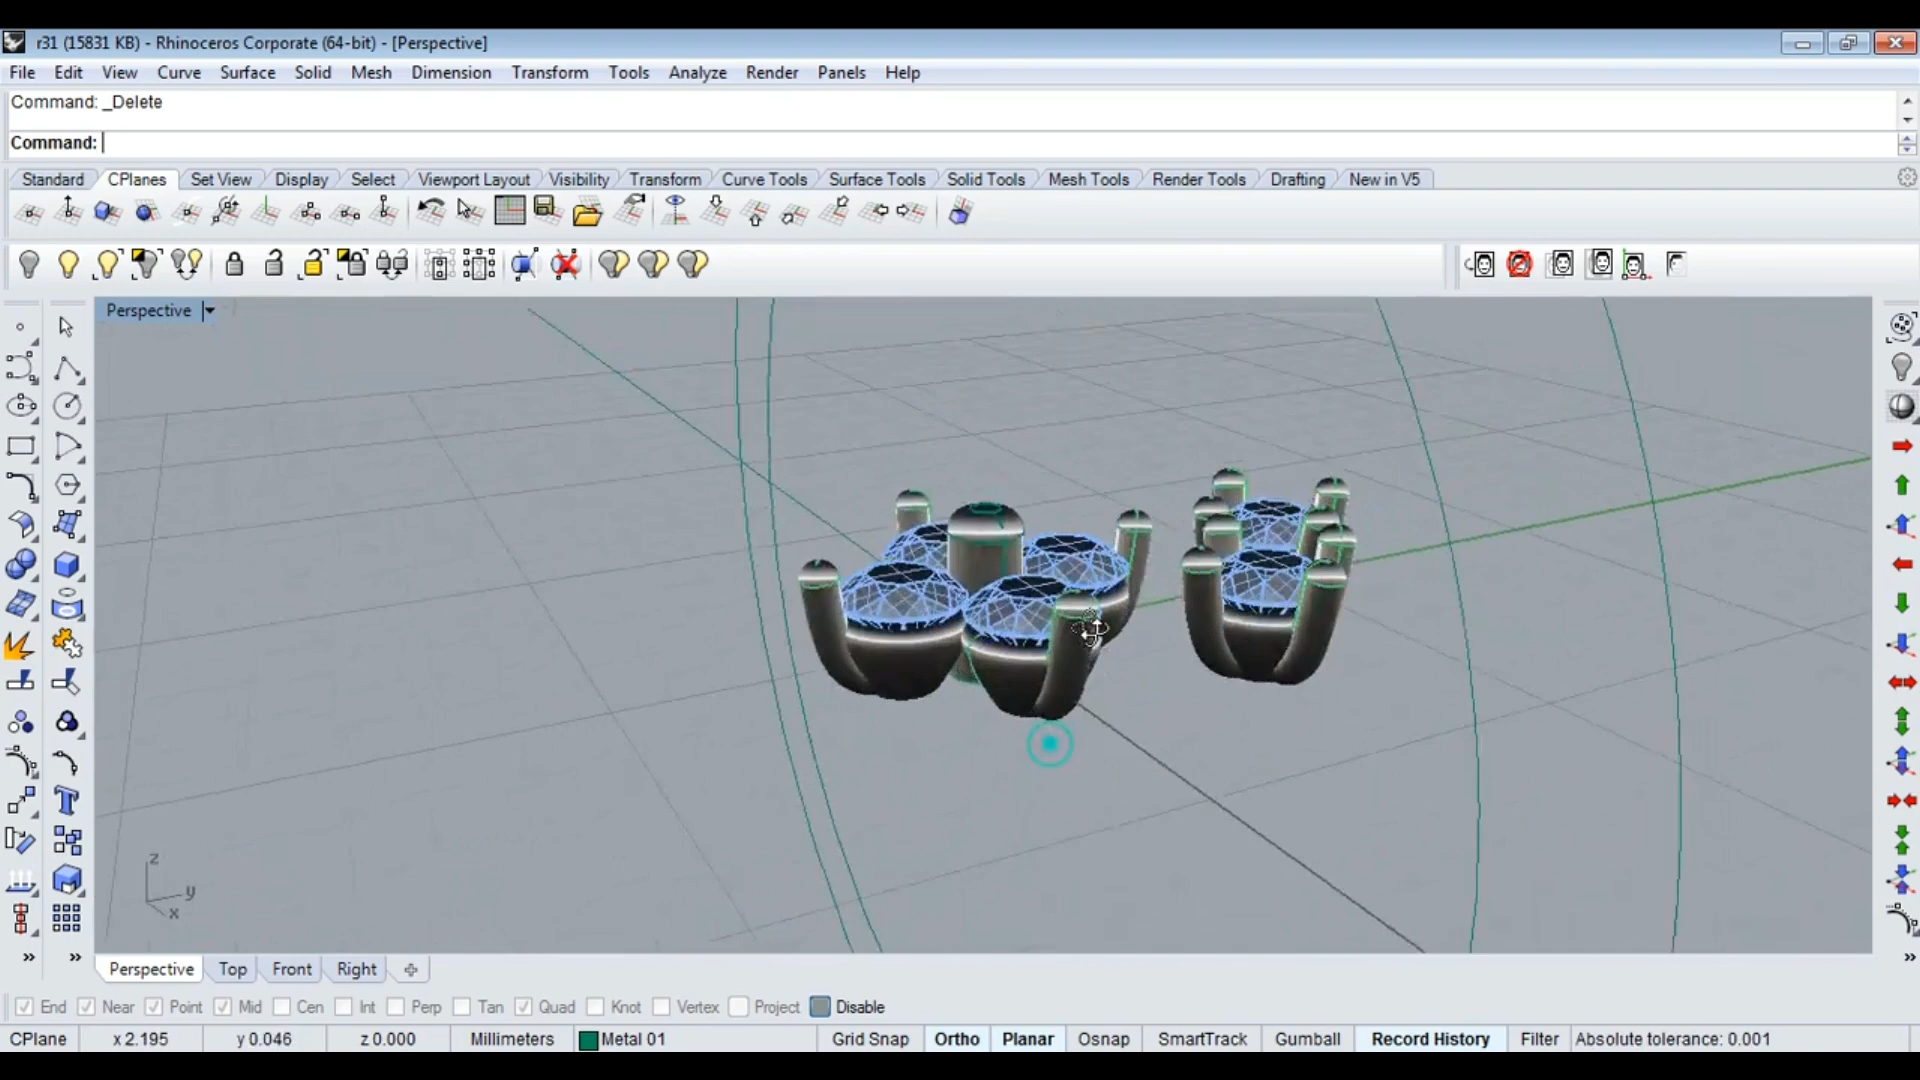 r31 (15831 KB) - Rhinoceros Corporate (64-bit) - [Perspective]
File Edit View Curve Surface Solid Mesh Dimension Transform Tools Analyze Render Panels Help
Command: _Delete
Command:
Standard CPlanes Set View Display Select Viewport Layout Visibility Transform Curve Tools Surface Tools Solid Tools Mesh Tools Render Tools Drafting New in V5
Perspective
z
y
x
Perspective Top Front Right
End Near Point Mid Cen Int Perp Tan Quad Knot Vertex Project Disable
CPlane x 2.195 y 0.046 z 0.000 Millimeters Metal 01 Grid Snap Ortho Planar Osnap SmartTrack Gumball Record History Filter Absolute tolerance: 0.001